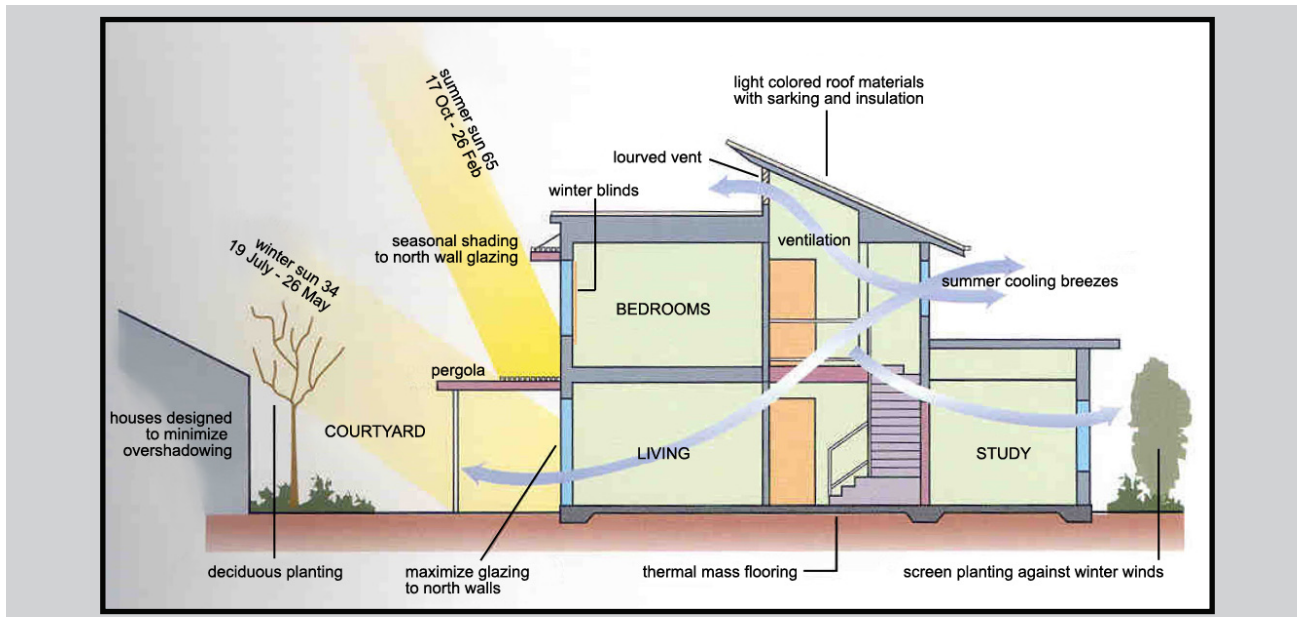 light colored roof materials
with sarking and insulation
summer sun 65
17 Oct - 26 Feb
lourved vent
winter blinds
seasonal shading
to north wall glazing
ventilation
winter sun 34
19 July - 26 May
summer cooling breezes
BEDROOMS
pergola
houses designed
to minimize
overshadowing
COURTYARD
LIVING
STUDY
deciduous planting
maximize glazing
to north walls
thermal mass flooring
screen planting against winter winds